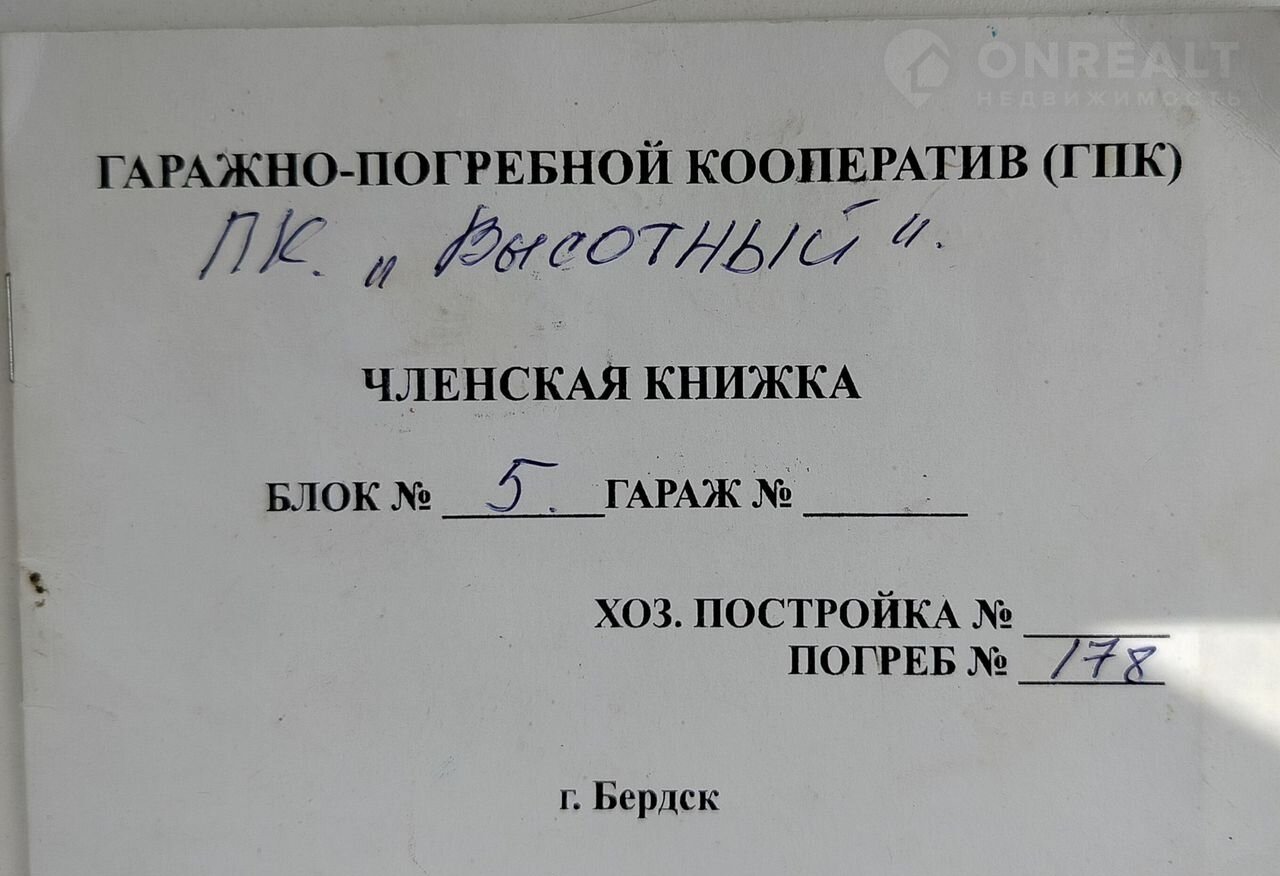 ONREALT
НЕДВИЖИМОСТЬ
ГАРАЖНО-ПОГРЕБНОЙ КООПЕРАТИВ (ГПК)
ПК. „ Высотный ".
ЧЛЕНСКАЯ КНИЖКА
БЛОК № 5. ГАРАЖ №
ХОЗ. ПОСТРОЙКА №
ПОГРЕБ № 178
г. Бердск